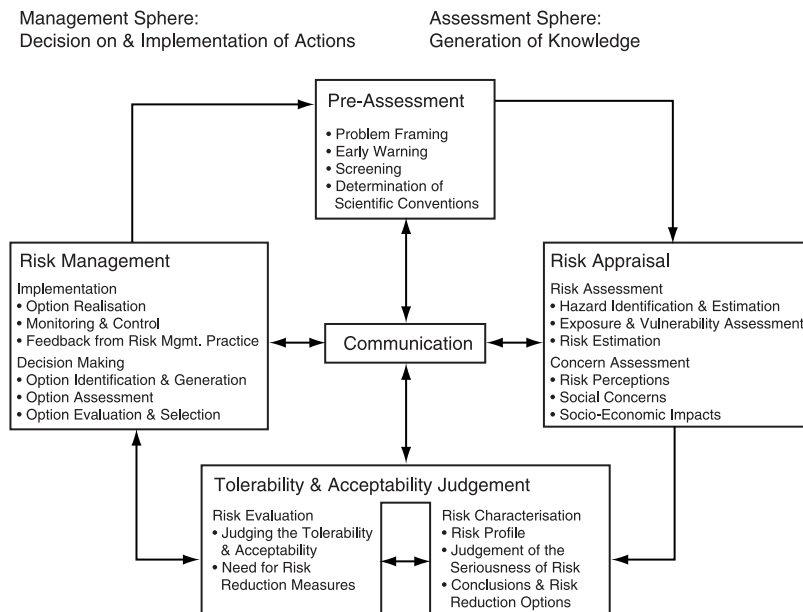 Management Sphere:
Decision on & Implementation of Actions
Assessment Sphere:
Generation of Knowledge
Pre-Assessment
• Problem Framing
• Early Warning
• Screening
• Determination of
Scientific Conventions
Risk Management
Implementation
• Option Realisation
• Monitoring & Control
• Feedback from Risk Mgmt. Practice
Decision Making
• Option Identification & Generation
• Option Assessment
• Option Evaluation & Selection
Communication
Risk Appraisal
Risk Assessment
• Hazard Identification & Estimation
• Exposure & Vulnerability Assessment
• Risk Estimation
Concern Assessment
• Risk Perceptions
• Social Concerns
• Socio-Economic Impacts
Tolerability & Acceptability Judgement
Risk Evaluation
• Judging the Tolerability
& Acceptability
• Need for Risk
Reduction Measures
Risk Characterisation
• Risk Profile
• Judgement of the
Seriousness of Risk
• Conclusions & Risk
Reduction Options